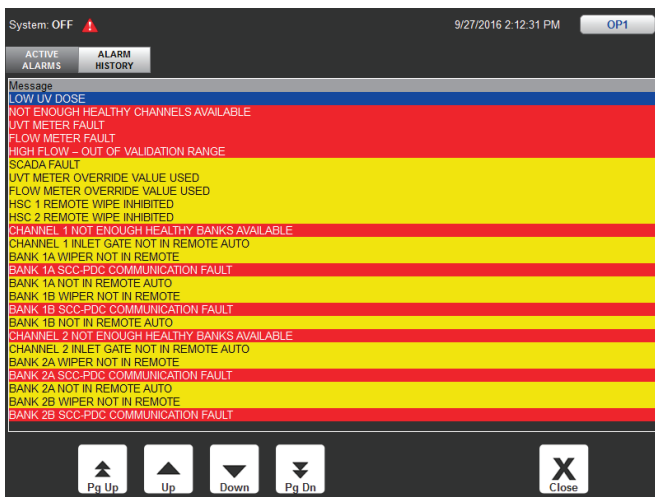 System: OFF
9/27/2016 2:12:31 PM
OP1
ACTIVE
ALARMS
ALARM
HISTORY
Message
LOW UV DOSE
NOT ENOUGH HEALTHY CHANNELS AVAILABLE
UVT METER FAULT
FLOW METER FAULT
HIGH FLOW – OUT OF VALIDATION RANGE
SCADA FAULT
UVT METER OVERRIDE VALUE USED
FLOW METER OVERRIDE VALUE USED
HSC 1 REMOTE WIPE INHIBITED
HSC 2 REMOTE WIPE INHIBITED
CHANNEL 1 NOT ENOUGH HEALTHY BANKS AVAILABLE
CHANNEL 1 INLET GATE NOT IN REMOTE AUTO
BANK 1A WIPER NOT IN REMOTE
BANK 1A SCC-PDC COMMUNICATION FAULT
BANK 1A NOT IN REMOTE AUTO
BANK 1B WIPER NOT IN REMOTE
BANK 1B SCC-PDC COMMUNICATION FAULT
BANK 1B NOT IN REMOTE AUTO
CHANNEL 2 NOT ENOUGH HEALTHY BANKS AVAILABLE
CHANNEL 2 INLET GATE NOT IN REMOTE AUTO
BANK 2A WIPER NOT IN REMOTE
BANK 2A SCC-PDC COMMUNICATION FAULT
BANK 2A NOT IN REMOTE AUTO
BANK 2B WIPER NOT IN REMOTE
BANK 2B SCC-PDC COMMUNICATION FAULT
Pg Up
Up
Down
Pg Dn
X
Close